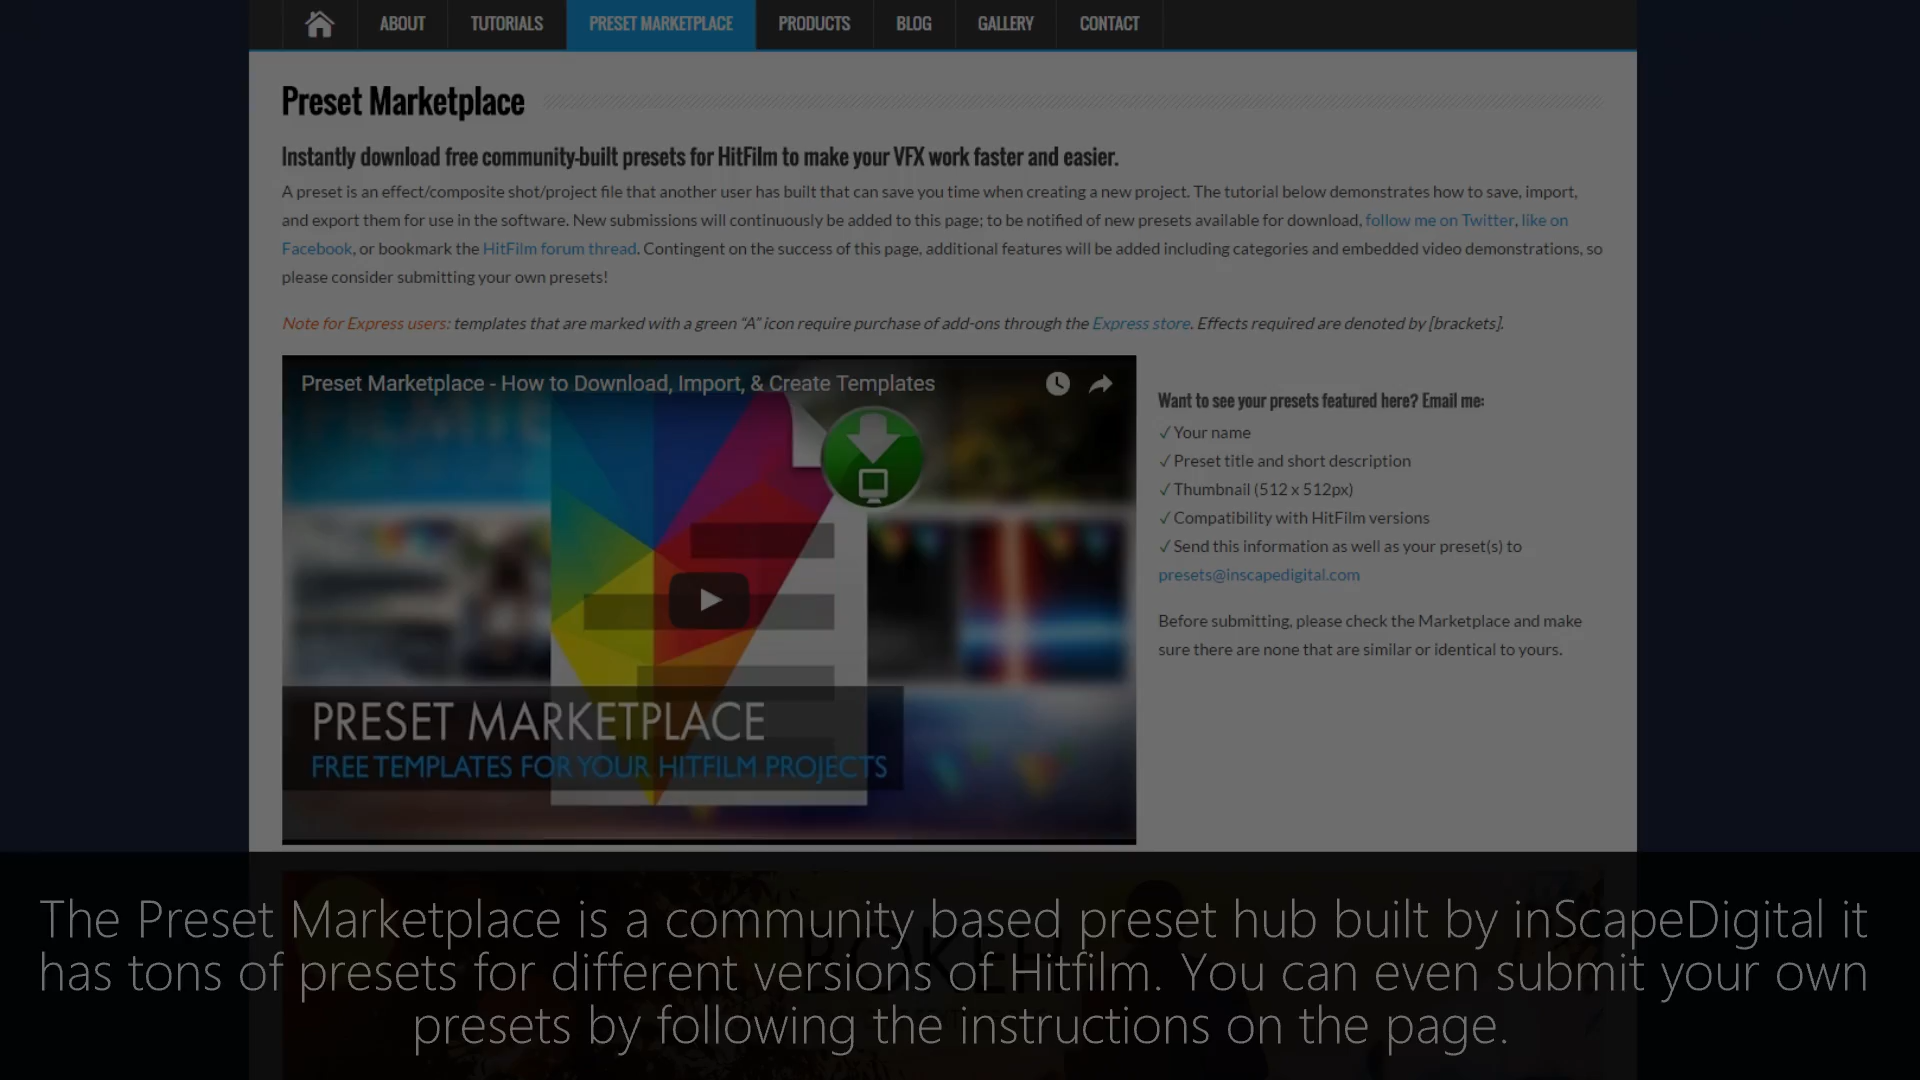 ABOUT TUTORIALS PRESET MARKETPLACE PRODUCTS BLOG GALLERY CONTACT
Preset Marketplace
Instantly download free community-built presets for HitFilm to make your VFX work faster and easier.
A preset is an effect/composite shot/project file that another user has built that can save you time when creating a new project. The tutorial below demonstrates how to save, import,
and export them for use in the software. New submissions will continuously be added to this page; to be notified of new presets available for download, follow me on Twitter, like on
Facebook, or bookmark the HitFilm forum thread. Contingent on the success of this page, additional features will be added including categories and embedded video demonstrations, so
please consider submitting your own presets!
Note for Express users: templates that are marked with a green “A” icon require purchase of add-ons through the Express store. Effects required are denoted by [brackets].
Preset Marketplace - How to Download, Import, & Create Templates
PRESET MARKETPLACE
FREE TEMPLATES FOR YOUR HITFILM PROJECTS
Want to see your presets featured here? Email me:
✓Your name
✓Preset title and short description
✓Thumbnail (512 x 512px)
✓Compatibility with HitFilm versions
✓Send this information as well as your preset(s) to
presets@inscapedigital.com
Before submitting, please check the Marketplace and make
sure there are none that are similar or identical to yours.
The Preset Marketplace is a community based preset hub built by inScapeDigital it
has tons of presets for different versions of Hitfilm. You can even submit your own
presets by following the instructions on the page.